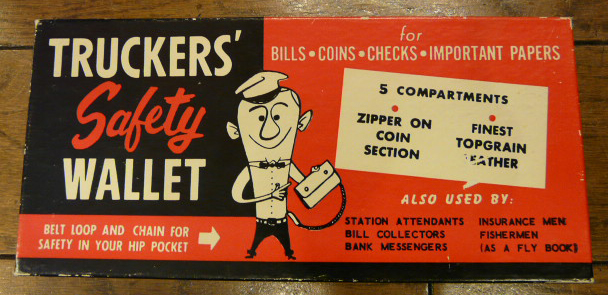 TRUCKERS'
Safety
WALLET
BELT LOOP AND CHAIN FOR
SAFETY IN YOUR HIP POCKET
for
BILLS • COINS • CHECKS • IMPORTANT PAPERS
5 COMPARTMENTS
• ZIPPER ON
COIN
SECTION
• FINEST
TOPGRAIN
EATHER
ALSO USED BY:
STATION ATTENDANTS
BILL COLLECTORS
BANK MESSENGERS
INSURANCE MEN
FISHERMEN
(AS A FLY BOOK)